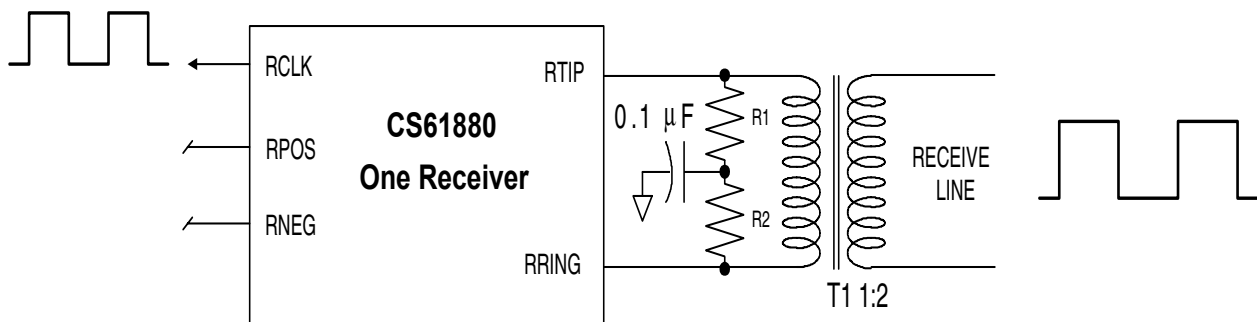 RCLK
RPOS
RNEG
CS61880
One Receiver
RTIP
RRING
0.1 μF
R1
R2
T1 1:2
RECEIVE
LINE